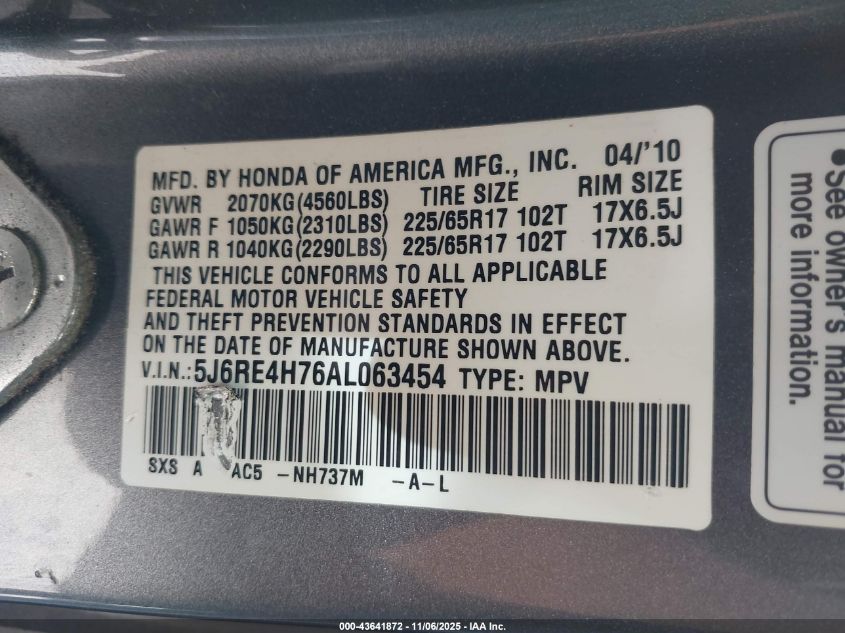 MFD. BY HONDA OF AMERICA MFG., INC. 04/'10
GVWR 2070KG(4560LBS) TIRE SIZE RIM SIZE
GAWR F 1050KG(2310LBS) 225/65R17 102T 17X6.5J
GAWR R 1040KG(2290LBS) 225/65R17 102T 17X6.5J
THIS VEHICLE CONFORMS TO ALL APPLICABLE
FEDERAL MOTOR VEHICLE SAFETY
AND THEFT PREVENTION STANDARDS IN EFFECT
ON THE DATE OF MANUFACTURE SHOWN ABOVE.
V.I.N.:5J6RE4H76AL063454 TYPE: MPV
SXS A AC5 -NH737M -A-L
•See owner's manual for
more information.
000-43641872 - 11/06/2025 - IAA Inc.